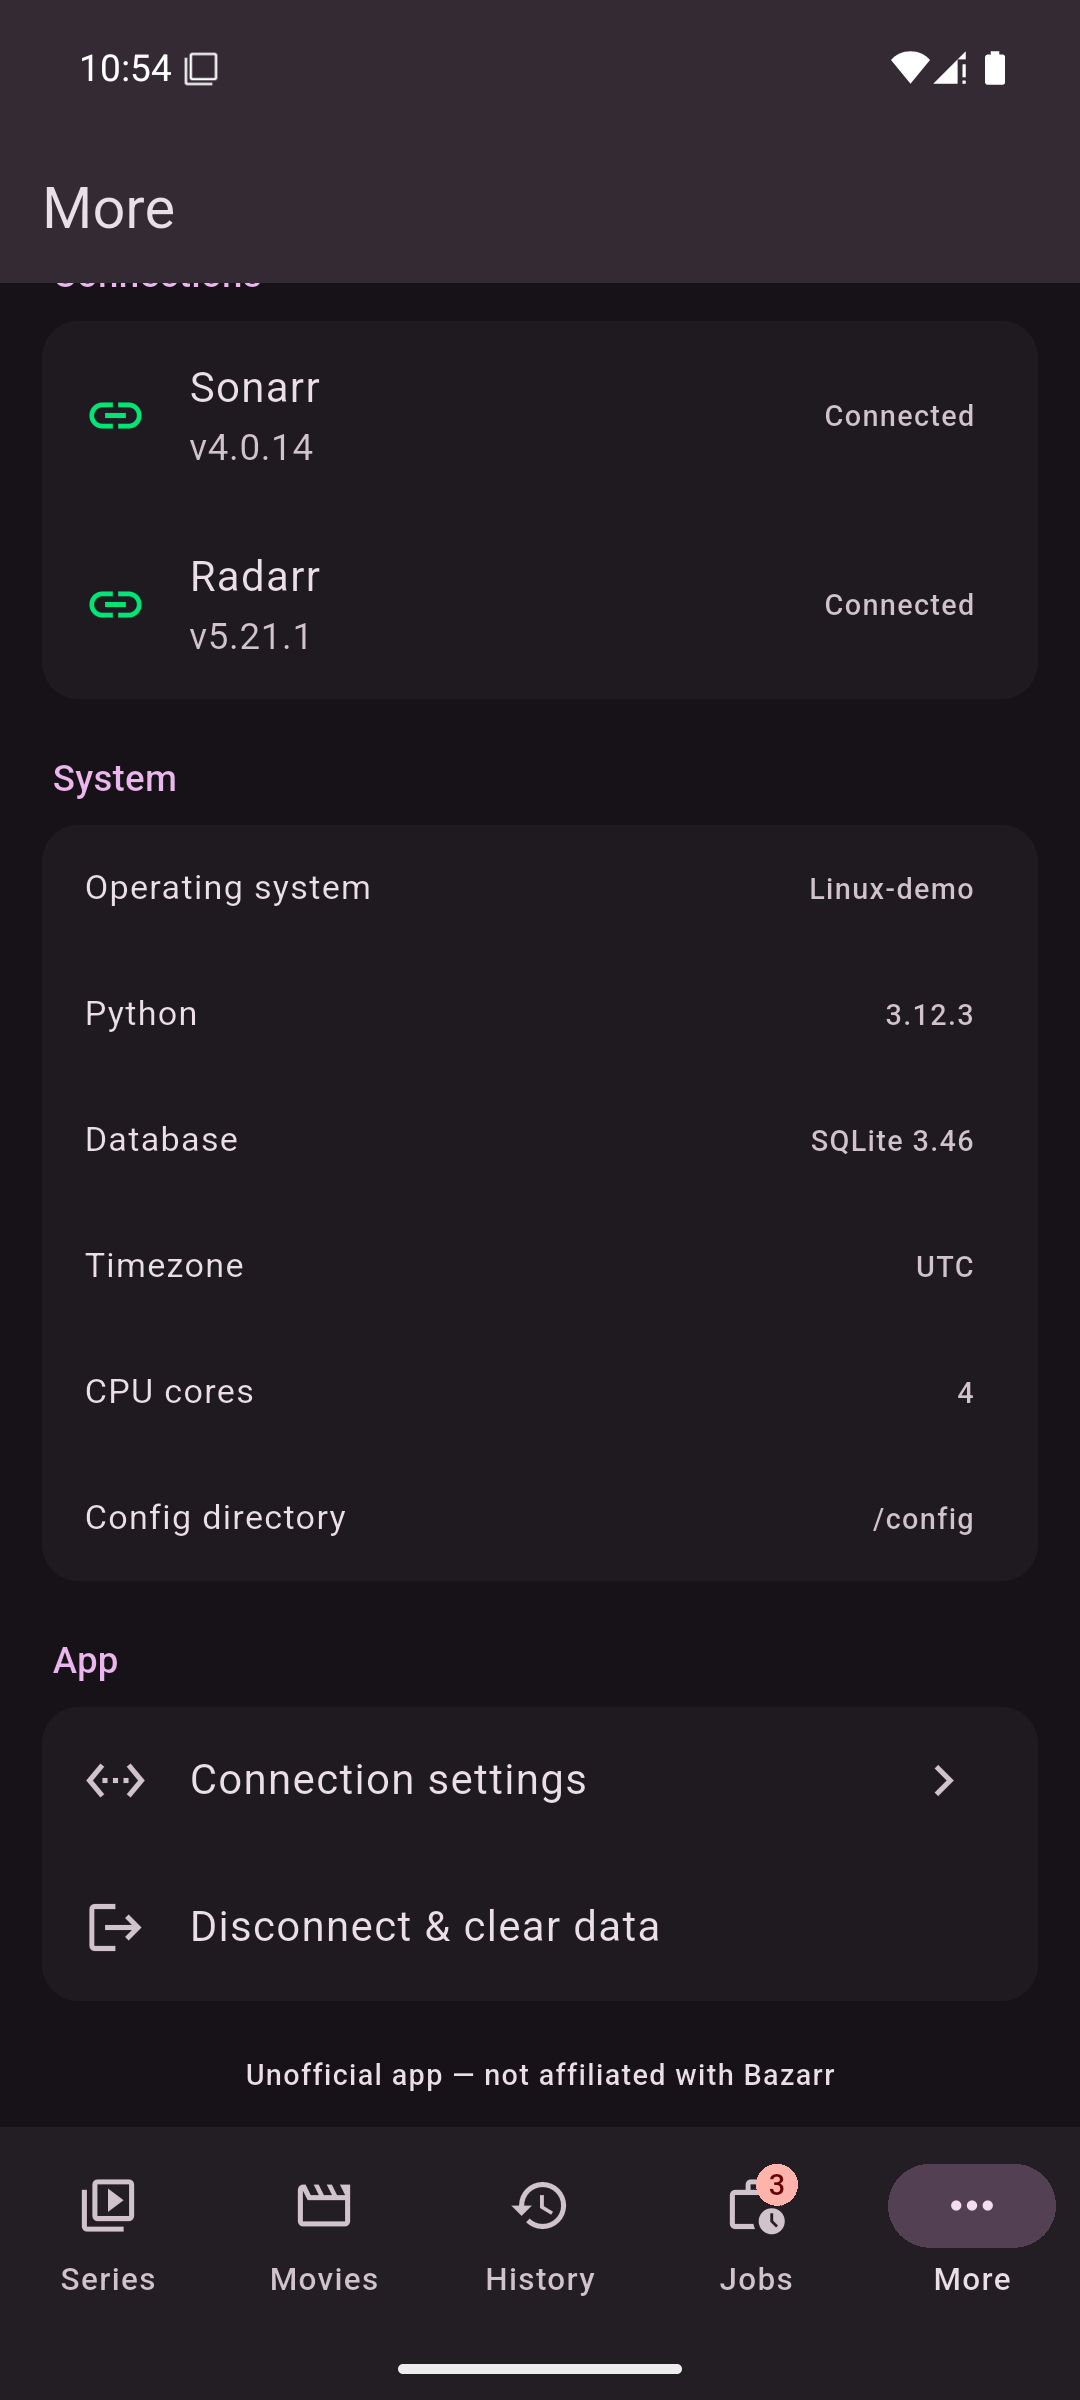 10:54
More
Connections
Sonarr
v4.0.14
Connected
Radarr
v5.21.1
Connected
System
Operating system
Linux-demo
Python
3.12.3
Database
SQLite 3.46
Timezone
UTC
CPU cores
4
Config directory
/config
App
Connection settings
Disconnect & clear data
Unofficial app — not affiliated with Bazarr
3
Series
Movies
History
Jobs
More